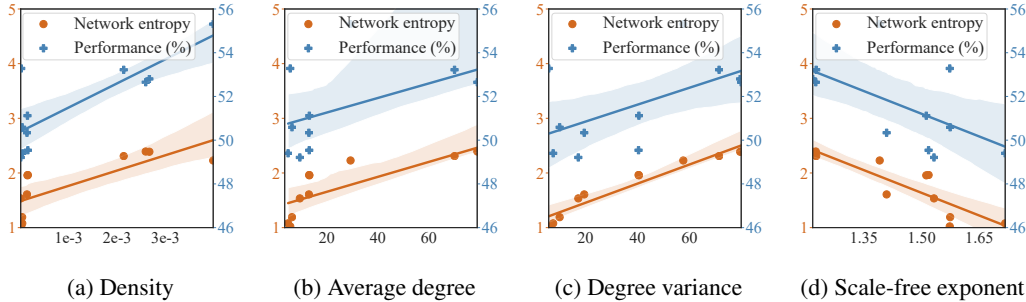 5 56 5 56 5 56 5 56
Network entropy Network entropy Network entropy Network entropy
Performance (%) Performance (%) Performance (%) Performance (%)
4 54 4 54 4 54 4 54
3 52 3 52 3 52 3 52
50 50 50 50
2 48 2 48 2 48 2 48
1 46 1 46 1 46 1 46
1e-3 2e-3 3e-3 20 40 60 20 40 60 1.35 1.50 1.65
(a) Density (b) Average degree (c) Degree variance (d) Scale-free exponent